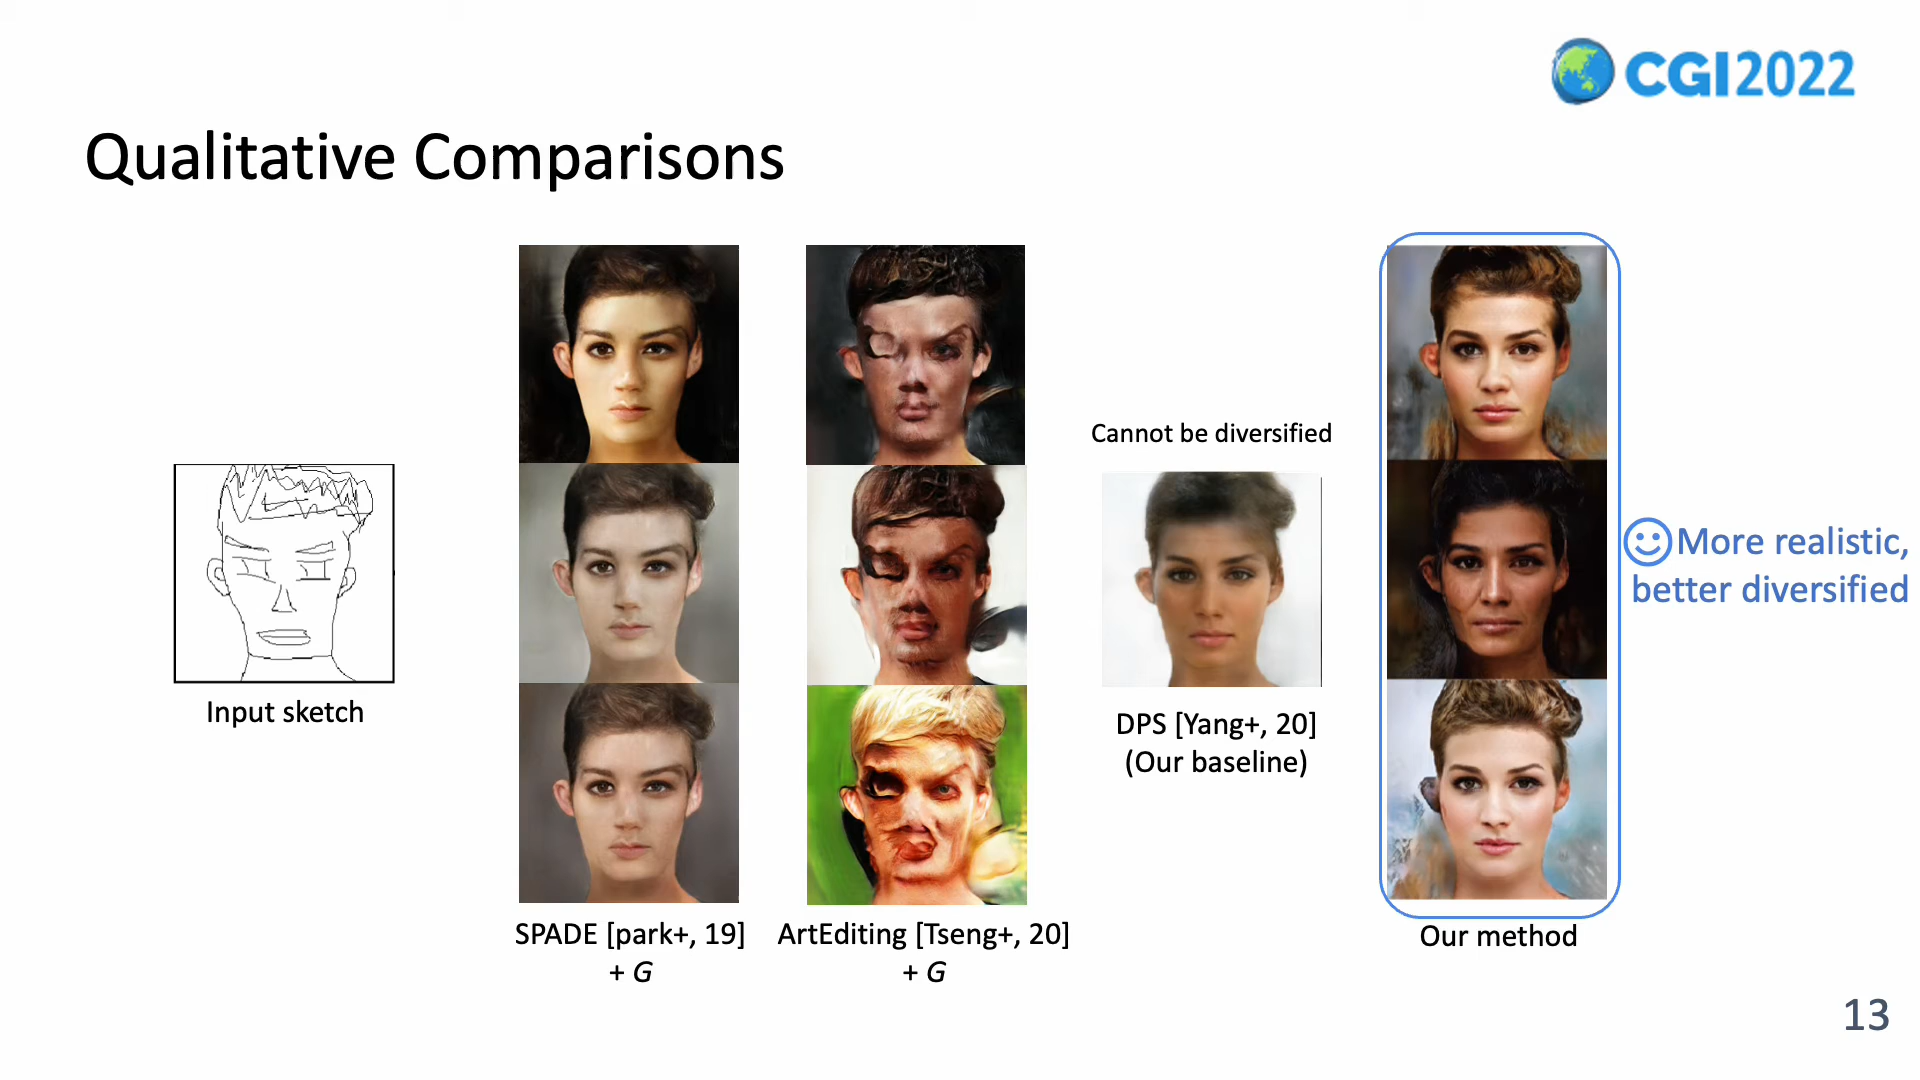 CGI2022
Qualitative Comparisons
Input sketch
SPADE [park+, 19]
+ G
ArtEditing [Tseng+, 20]
+ G
Cannot be diversified
DPS [Yang+, 20]
(Our baseline)
Our method
More realistic,
better diversified
13